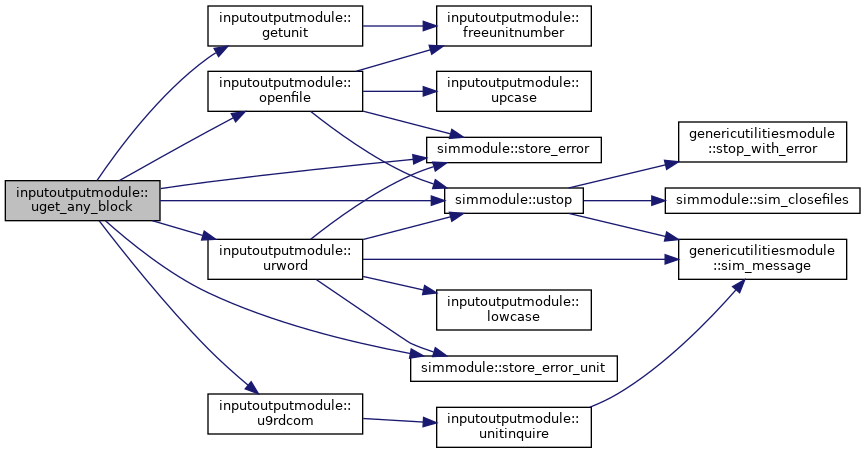 inputoutputmodule::
uget_any_block
inputoutputmodule::
getunit
inputoutputmodule::
openfile
inputoutputmodule::
urword
inputoutputmodule::
u9rdcom
inputoutputmodule::
freeunitnumber
inputoutputmodule::
upcase
simmodule::store_error
simmodule::ustop
inputoutputmodule::
lowcase
simmodule::store_error_unit
inputoutputmodule::
unitinquire
genericutilitiesmodule
::stop_with_error
simmodule::sim_closefiles
genericutilitiesmodule
::sim_message